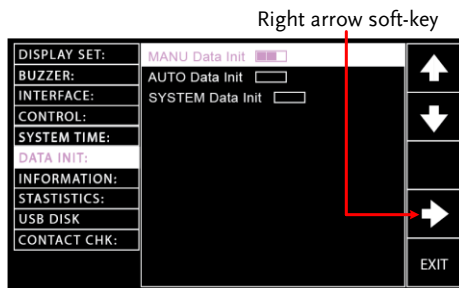 Right arrow soft-key
DISPLAY SET:
BUZZER:
INTERFACE:
CONTROL:
SYSTEM TIME:
DATA INIT:
INFORMATION:
STASTISTICS:
USB DISK
CONTACT CHK:
MANU Data Init
AUTO Data Init
SYSTEM Data Init
EXIT